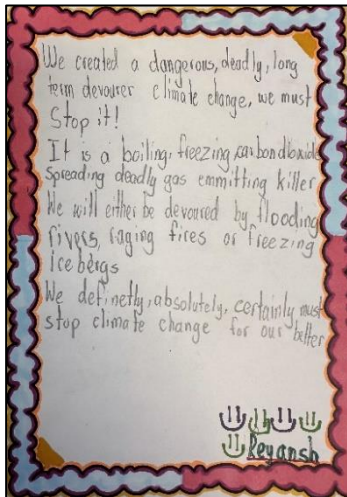 We created a dangerous, deadly, long
term devourer climate change, we must
Stop it!
It is a boiling, freezing, carbondioxide
spreading deadly gas emmitting killer
We will either be devoured by flooding
rivers, raging fires or freezing
icebergs
We definetly, absolutely, certainly must
stop climate change for our better
Reyansh